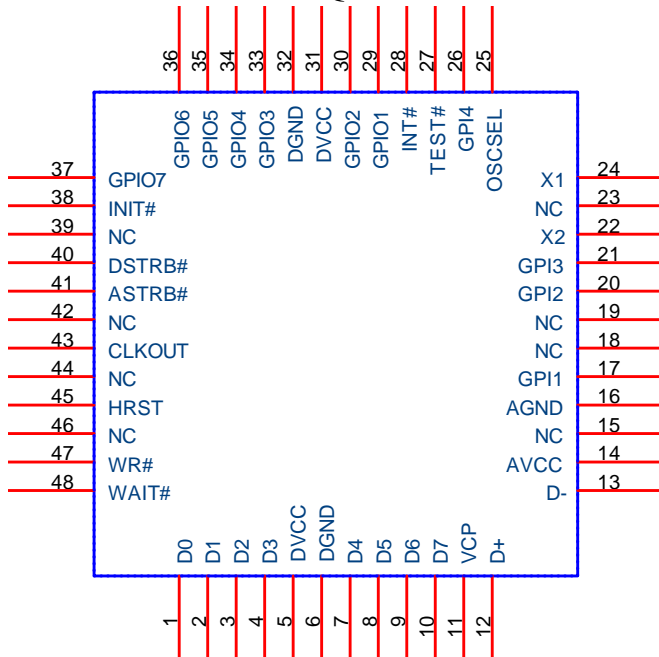 36 35 34 33 32 31 30 29 28 27 26 25
GPIO6 GPIO5 GPIO4 GPIO3 DGND DVCC GPIO2 GPIO1 INT# TEST# GPI4 OSCSEL
37 GPIO7 X1 24
38 INIT# NC 23
39 NC X2 22
40 DSTRB# GPI3 21
41 ASTRB# GPI2 20
42 NC NC 19
43 CLKOUT NC 18
44 NC GPI1 17
45 HRST AGND 16
46 NC NC 15
47 WR# AVCC 14
48 WAIT# D- 13
D0 D1 D2 D3 DVCC DGND D4 D5 D6 D7 VCP D+
1 2 3 4 5 6 7 8 9 10 11 12